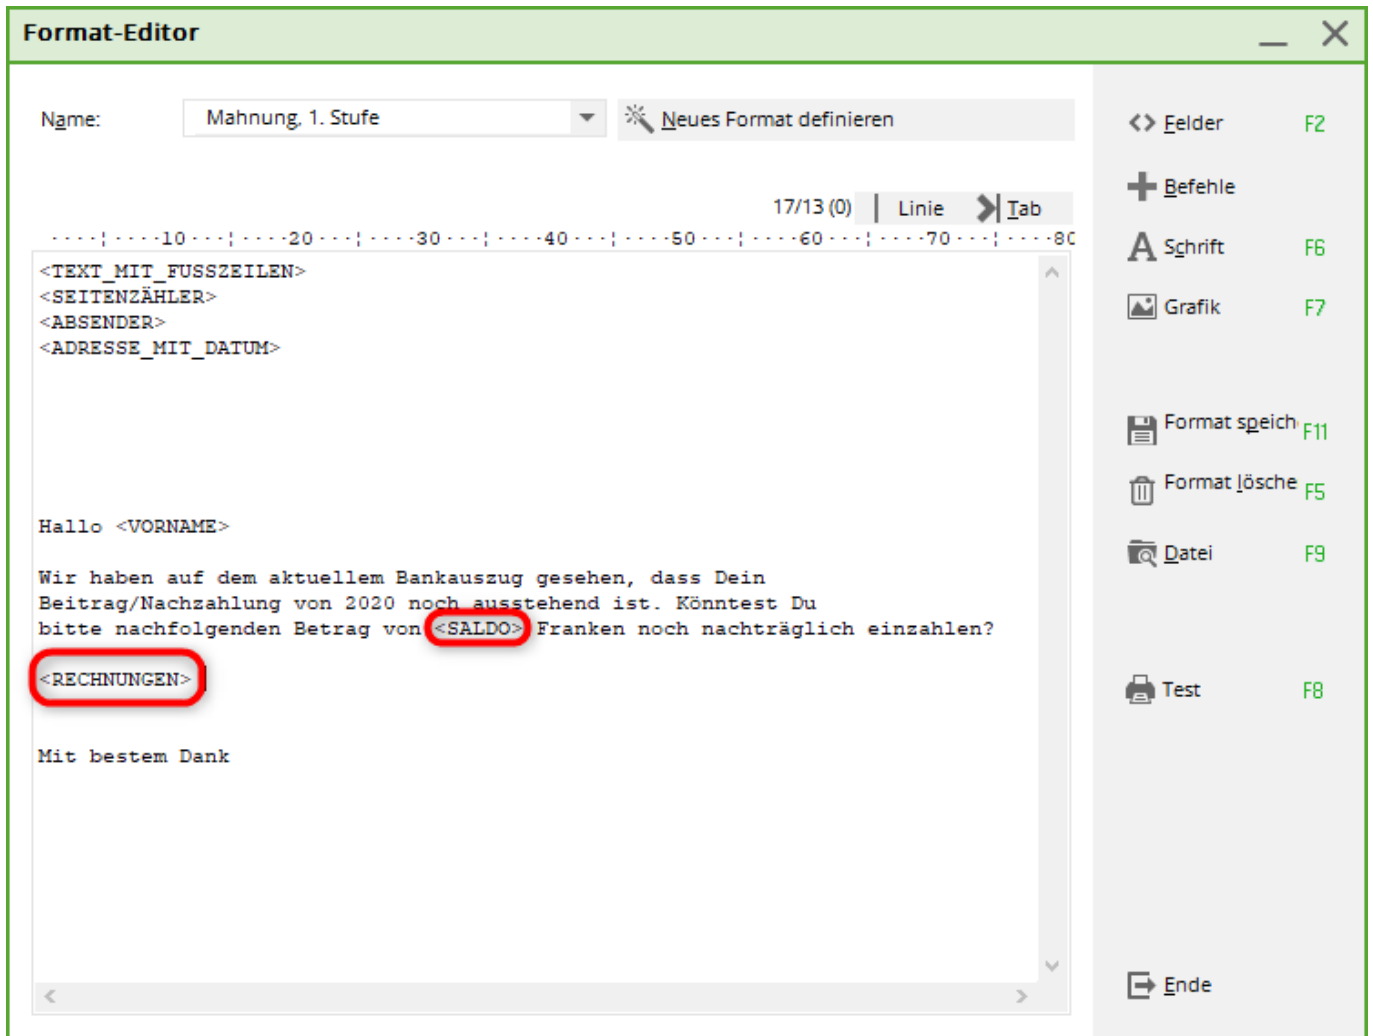 Format-Editor
Name: Mahnung, 1. Stufe Neues Format definieren
17/13 (0) Linie Tab
····¦····10···¦····20···¦····30···¦····40···¦····50···¦····60···¦····70···¦····80
<TEXT_MIT_FUSSZEILEN>
<SEITENZÄHLER>
<ABSENDER>
<ADRESSE_MIT_DATUM>
Hallo <VORNAME>
Wir haben auf dem aktuellem Bankauszug gesehen, dass Dein
Beitrag/Nachzahlung von 2020 noch ausstehend ist. Könntest Du
bitte nachfolgenden Betrag von <SALDO> Franken noch nachträglich einzahlen?
<RECHNUNGEN>
Mit bestem Dank
Felder F2
Befehle
Schrift F6
Grafik F7
Format speich F11
Format lösche F5
Datei F9
Test F8
Ende